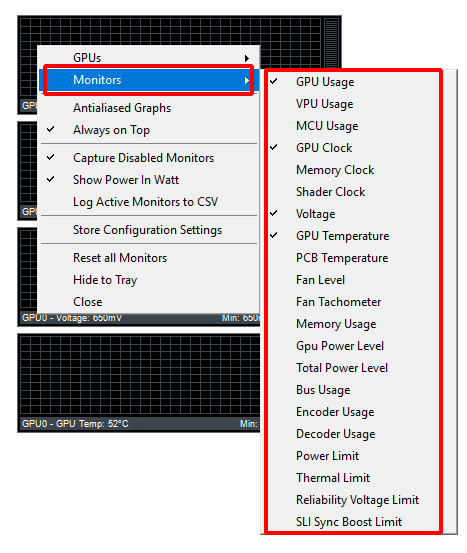 GPUs
Monitors
Antialiased Graphs
Always on Top
Capture Disabled Monitors
Show Power In Watt
Log Active Monitors to CSV
Store Configuration Settings
Reset all Monitors
Hide to Tray
Close
GPU Usage
VPU Usage
MCU Usage
GPU Clock
Memory Clock
Shader Clock
Voltage
GPU Temperature
PCB Temperature
Fan Level
Fan Tachometer
Memory Usage
Gpu Power Level
Total Power Level
Bus Usage
Encoder Usage
Decoder Usage
Power Limit
Thermal Limit
Reliability Voltage Limit
SLI Sync Boost Limit
GPU0 - Voltage: 650mV Min: 650m
GPU0 - GPU Temp: 52°C Min: